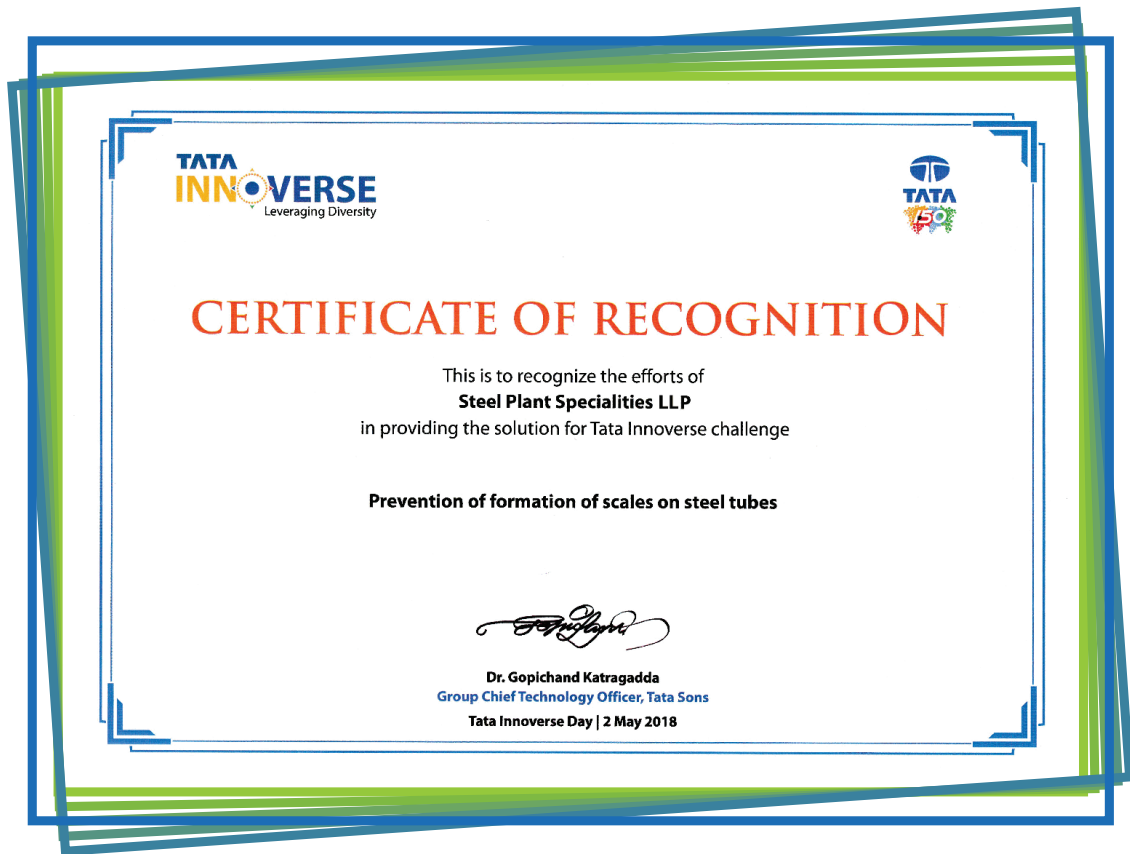 TATA
INNOVERSE
Leveraging Diversity
TATA
150
CERTIFICATE OF RECOGNITION
This is to recognize the efforts of
Steel Plant Specialities LLP
in providing the solution for Tata Innoverse challenge
Prevention of formation of scales on steel tubes
Dr. Gopichand Katragadda
Group Chief Technology Officer, Tata Sons
Tata Innoverse Day | 2 May 2018